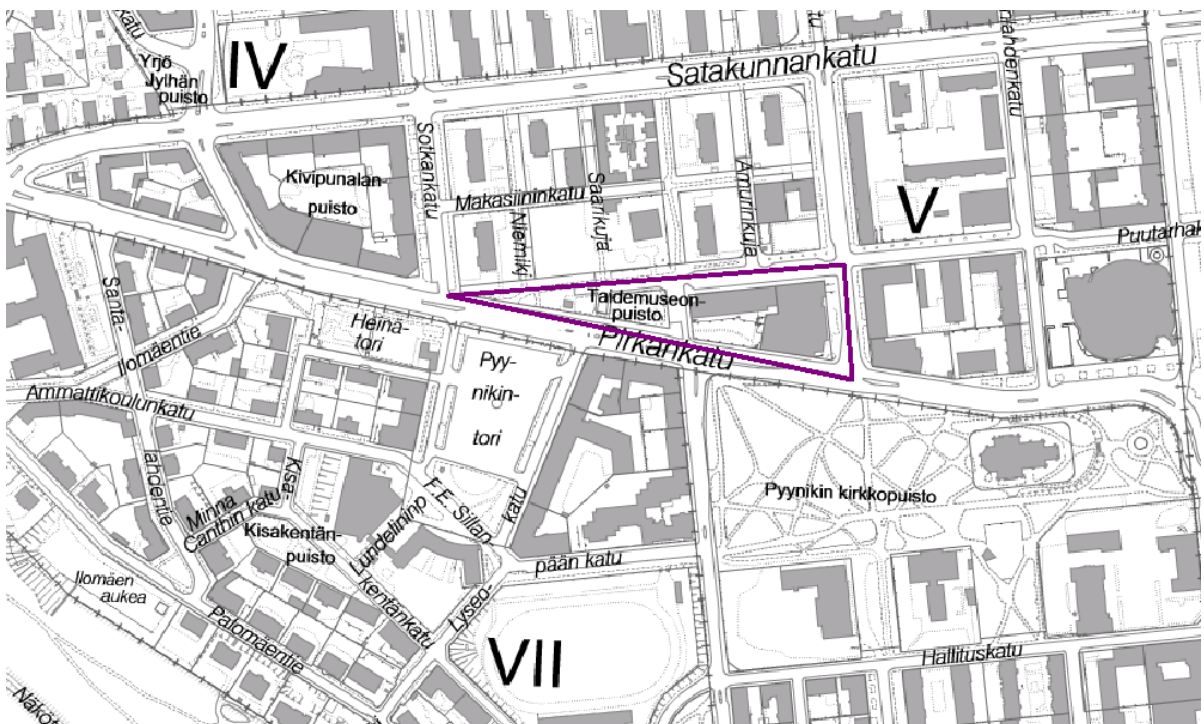 IV
Yrjö
Jylhän
puisto
Satakunnankatu
Sotkankatu
Kivipunalan-
puisto
Makasiininkatu
Niemikj
Saarikuja
Amurinkuja
V
Puutarhak
Taidemuseon-
puisto
Pirkankatu
Santa-
Ilomäentie
Heinä-
tori
Pyy-
nikin-
tori
Ammattikoulunkatu
ahdentie
Minna
Canthin katu
Kisa-
Kisakentän-
puisto
kentänkatu
F.E. Sillan
Lundelininp
katu
Pyynikin kirkkopuisto
pään katu
Lyseo-
Ilomäen
aukea
Palomäentie
VII
Hallituskatu